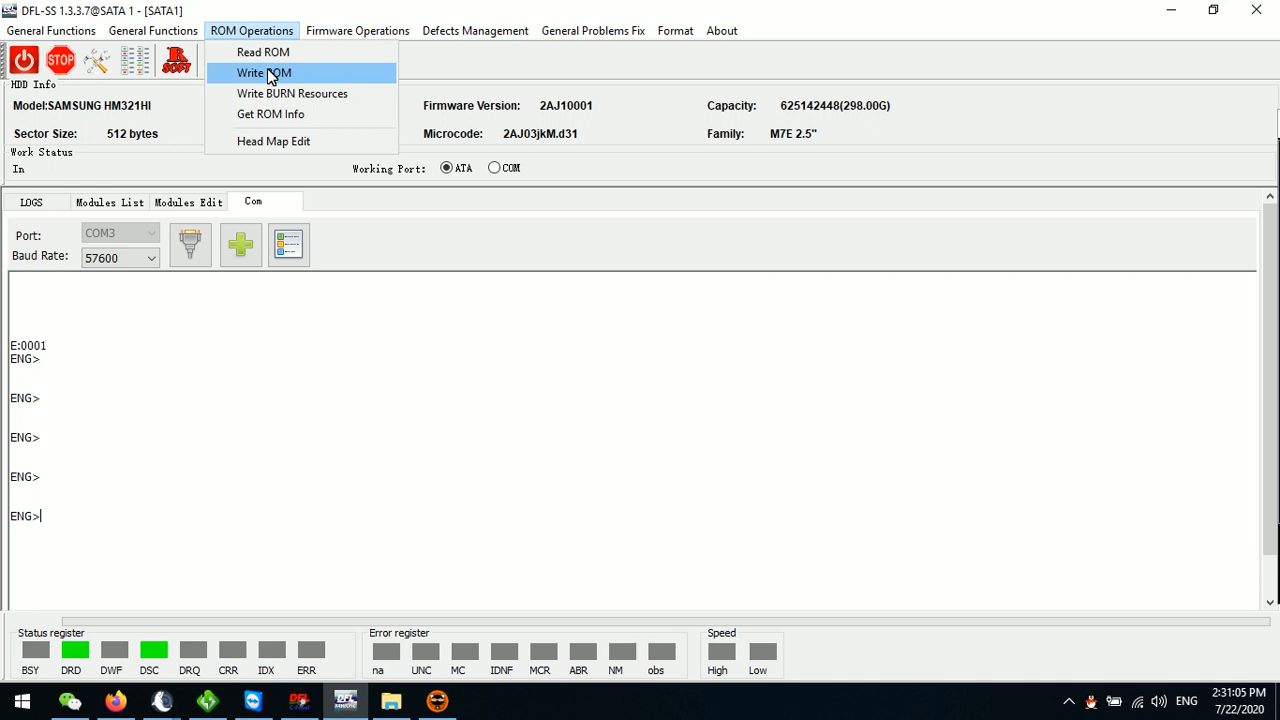 DFL-SS 1.3.3.7@SATA 1 - [SATA1]
General Functions General Functions ROM Operations Firmware Operations Defects Management General Problems Fix Format About
STOP
R SOFT
Read ROM
Write ROM
Write BURN Resources
Get ROM Info
Head Map Edit
HDD Info
Model:SAMSUNG HM321HI Firmware Version: 2AJ10001 Capacity: 625142448(298.00G)
Sector Size: 512 bytes Microcode: 2AJ03jkM.d31 Family: M7E 2.5"
Work Status
In Working Port: ATA COM
LOGS Modules List Modules Edit Com
Port: COM3
Baud Rate: 57600
E:0001
ENG>
ENG>
ENG>
ENG>
ENG>
Status register Error register Speed
BSY DRD DWF DSC DRQ CRR IDX ERR na UNC MC IDNF MCR ABR NM obs High Low
2:31:05 PM
ENG
7/22/2020